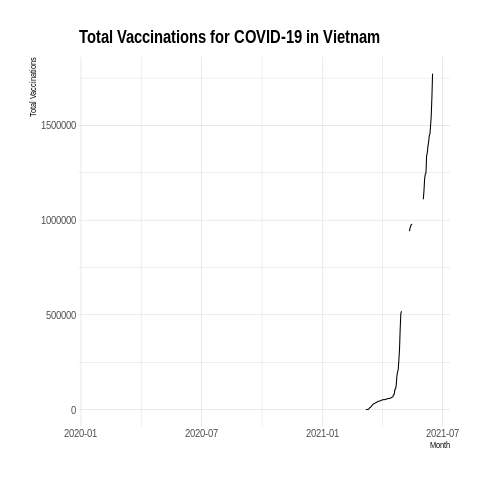 Total Vaccinations for COVID-19 in Vietnam
Total Vaccinations
1500000
1000000
500000
0
2020-01 2020-07 2021-01 2021-07
Month